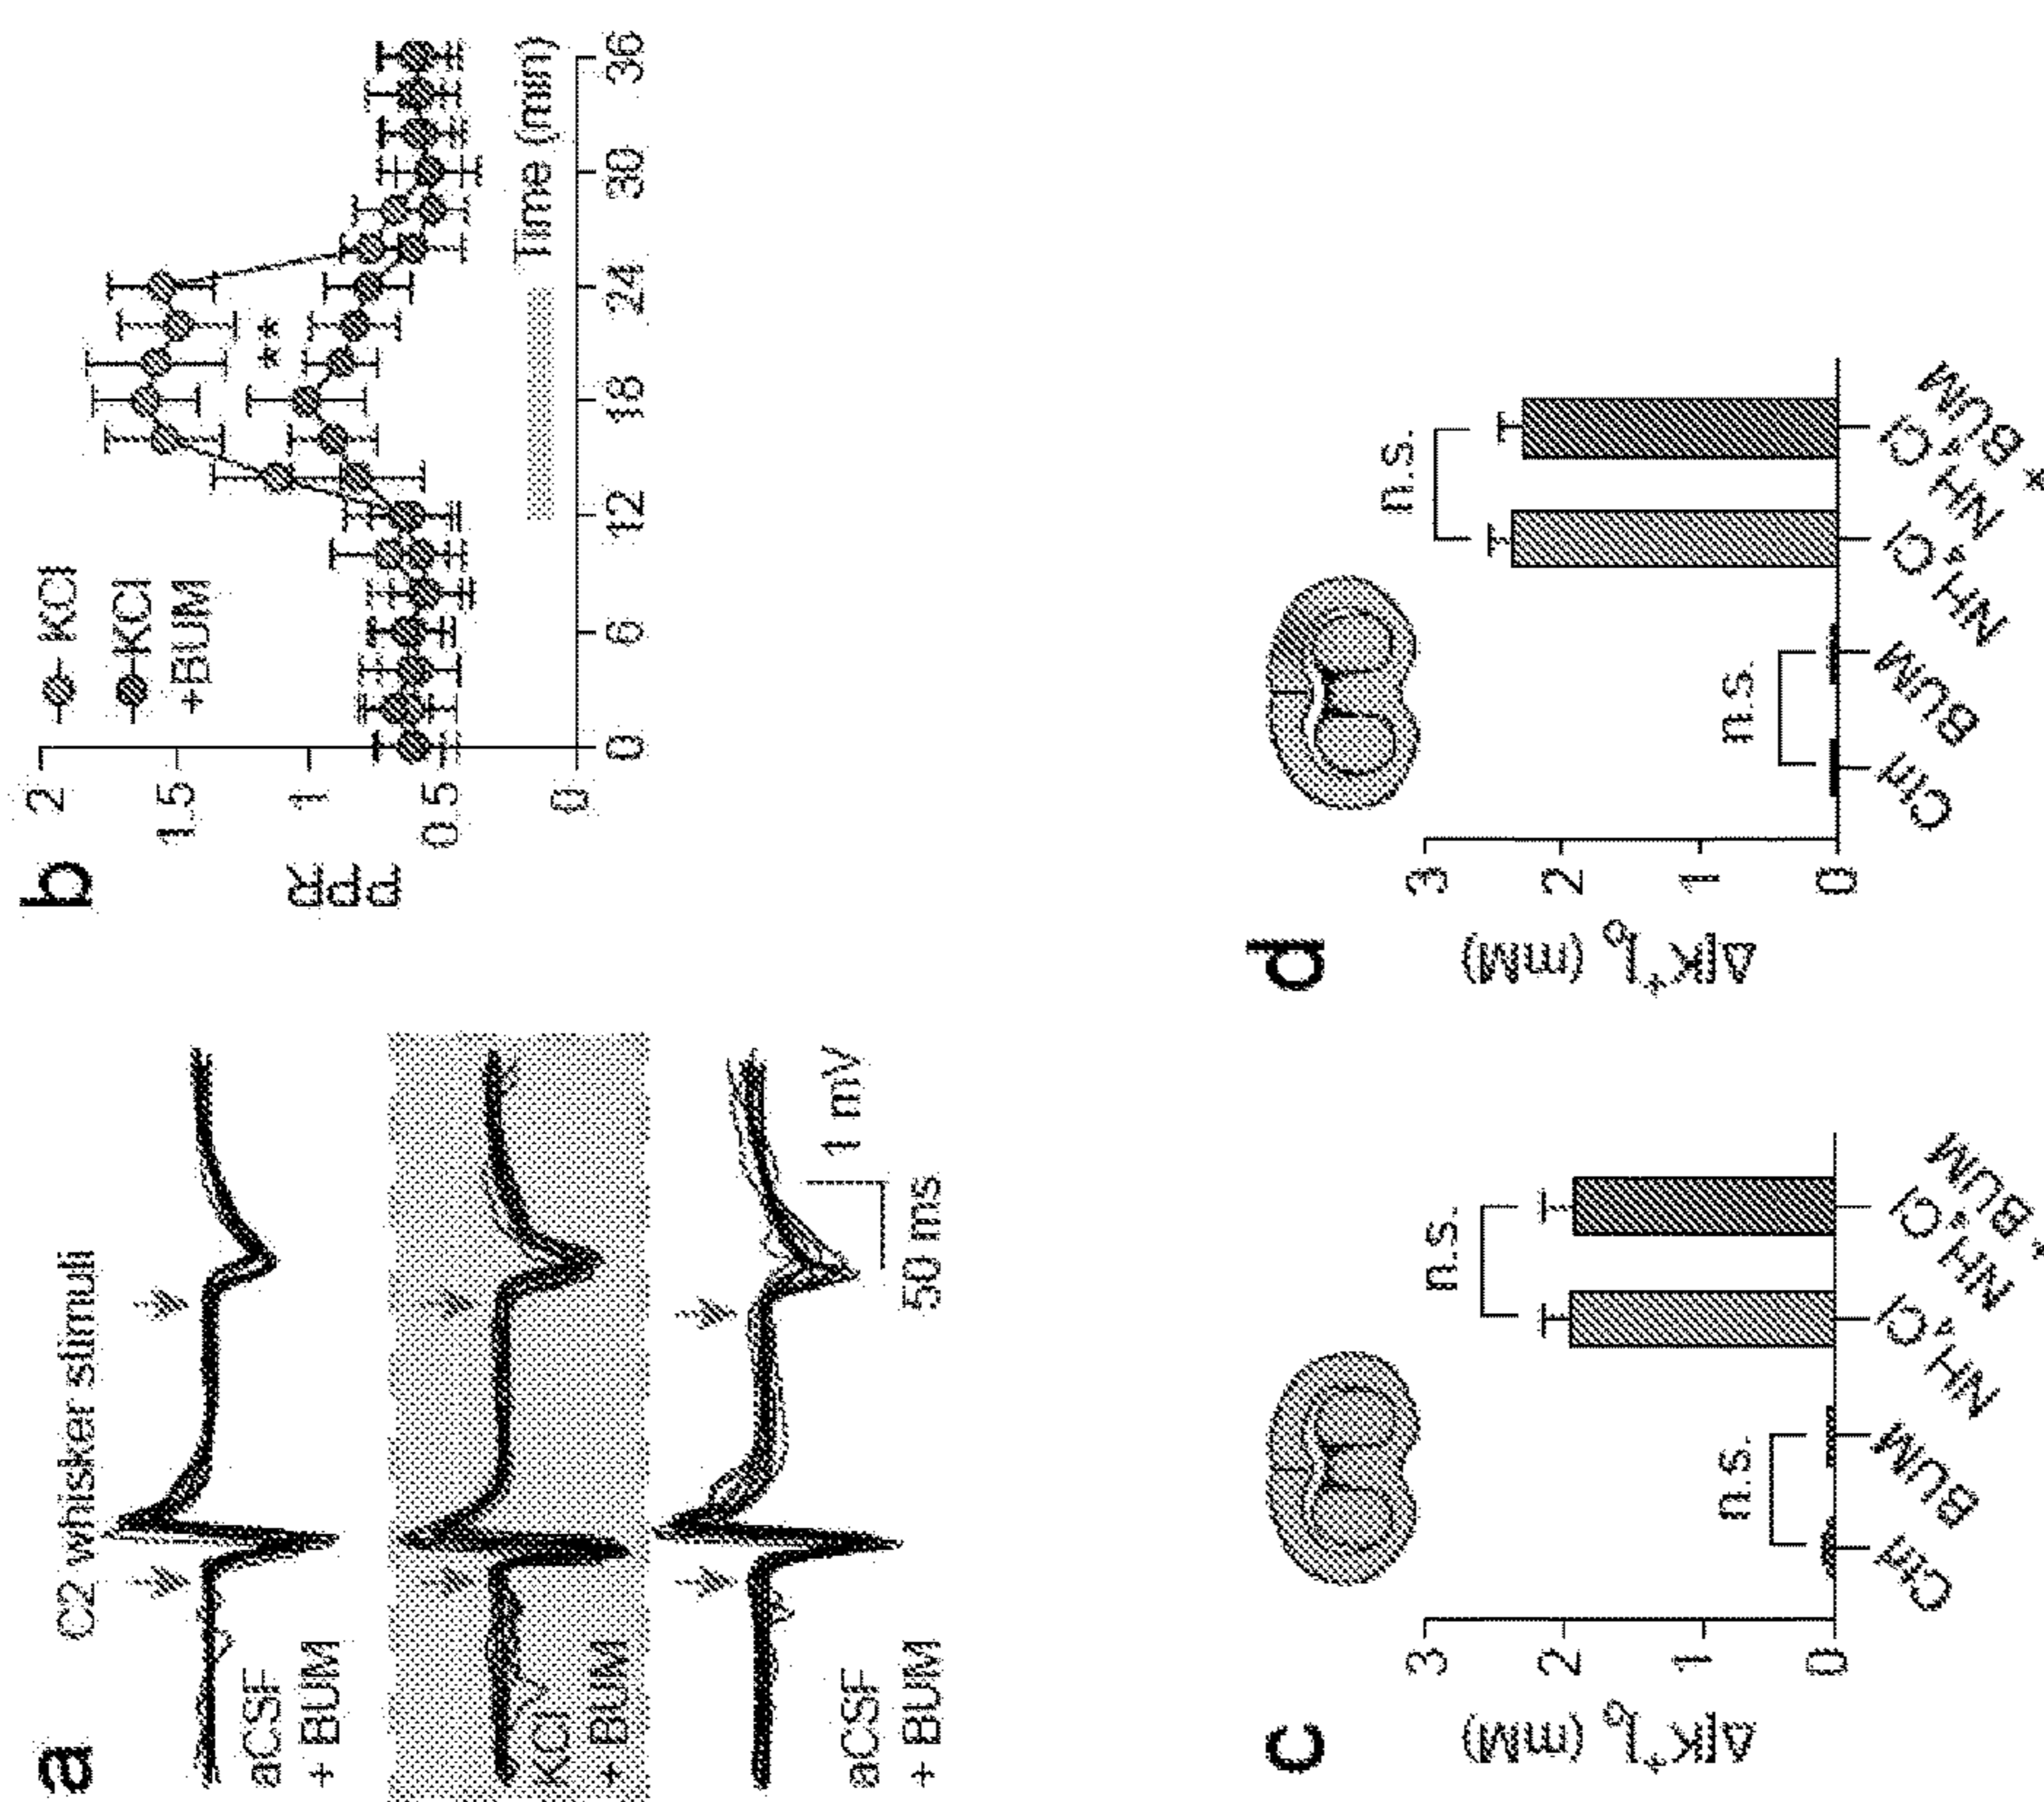 a
C2 whisker stimuli
aCSF
+ BUM
KCl
+ BUM
aCSF
+ BUM
1 mV
50 ms
b
PPR
2
1.5
1
0.5
0
KCl
KCl
+BUM
**
Time (min)
0 6 12 18 24 30 36
c
Δ[K⁺]ₒ (mM)
3
2
1
0
n.s.
n.s.
Ctrl
BUM
NH₄Cl
NH₄Cl
+ BUM
d
Δ[K⁺]ₒ (mM)
3
2
1
0
n.s.
n.s.
Ctrl
BUM
NH₄Cl
NH₄Cl
+ BUM